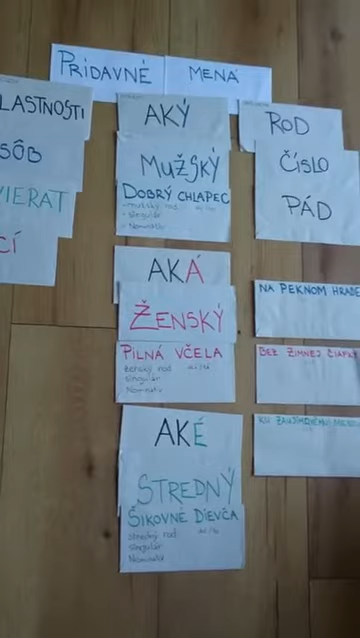 PRÍDAVNÉ MENÁ
LASTNOSTI
SÔB
VIERAT
CÍ
AKÝ
MUŽSKÝ
DOBRÝ CHLAPEC
- mužský rod
- singulár
- Nominatív
AKÁ
ŽENSKÝ
PILNÁ VČELA
ženský rod
singulár
Nominatív
AKÉ
STREDNÝ
ŠIKOVNÉ DIEVČA
stredný rod
singulár
Nominatív
ROD
ČÍSLO
PÁD
NA PEKNOM HRADE
BEZ ZIMNEJ ČIAPKY
KU ZAUJÍMAVÉMU